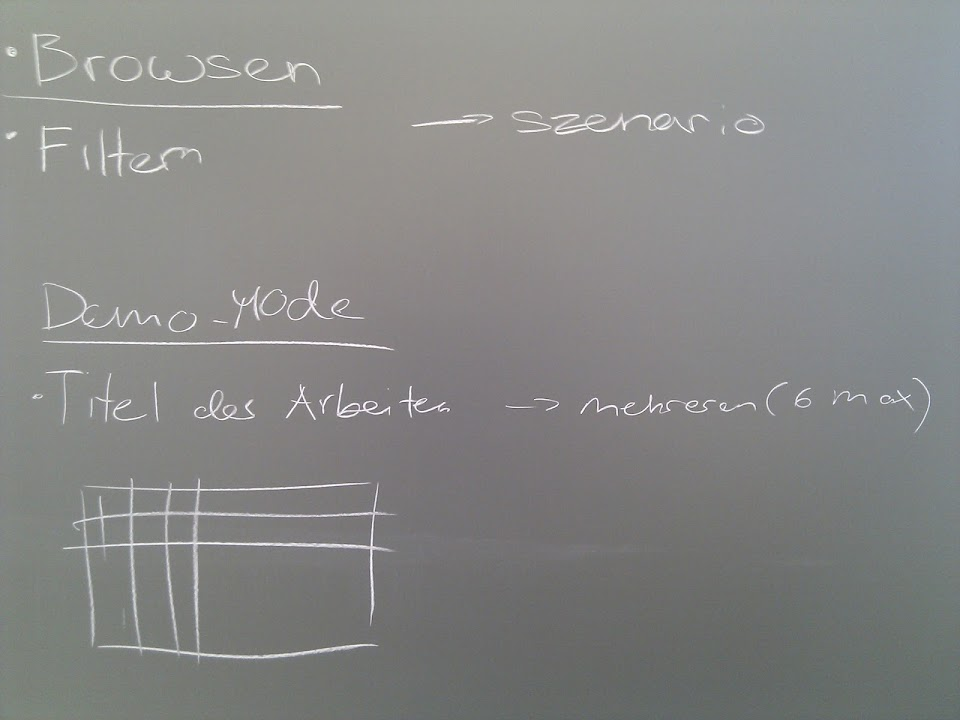 • Browsen
• Filtern
→ szenario
Demo-Mode
• Titel des Arbeiten → mehreren (6 max)